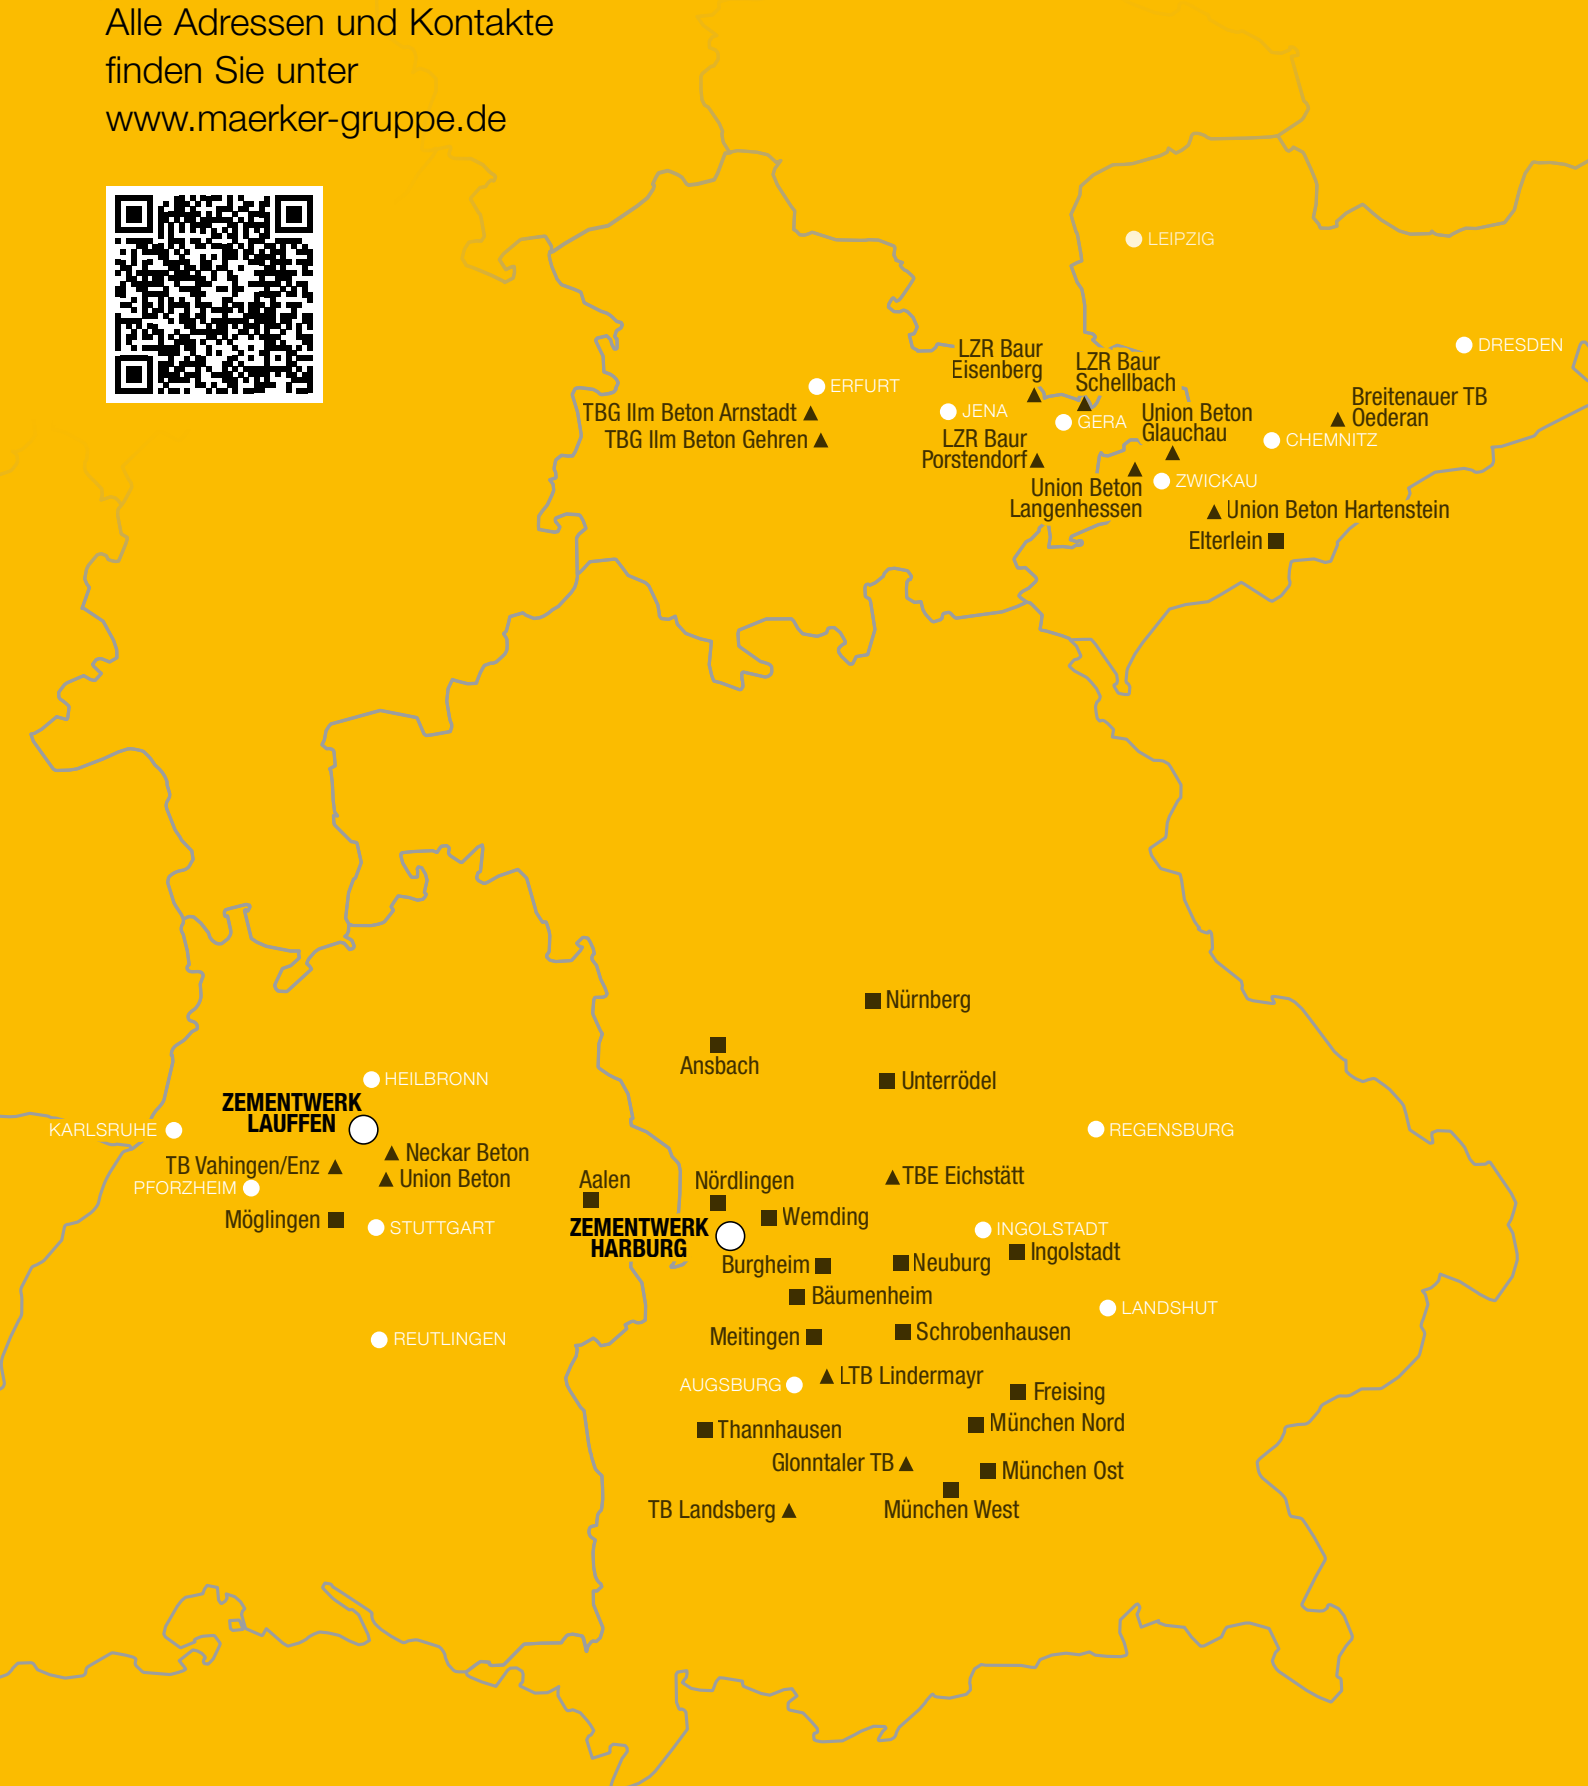 Alle Adressen und Kontakte
finden Sie unter
www.maerker-gruppe.de
LEIPZIG
DRESDEN
LZR Baur
Eisenberg
LZR Baur
Schellbach
ERFURT
JENA
GERA
TBG Ilm Beton Arnstadt
TBG Ilm Beton Gehren
Union Beton
Glauchau
Breitenauer TB
Oederan
CHEMNITZ
LZR Baur
Porstendorf
ZWICKAU
Union Beton
Langenhessen
Union Beton Hartenstein
Elterlein
Nürnberg
Ansbach
Unterrödel
HEILBRONN
ZEMENTWERK
LAUFFEN
KARLSRUHE
REGENSBURG
Neckar Beton
TB Vahingen/Enz
Union Beton
PFORZHEIM
Möglingen
STUTTGART
Aalen
Nördlingen
TBE Eichstätt
Wemding
ZEMENTWERK
HARBURG
INGOLSTADT
Ingolstadt
Burgheim
Neuburg
Bäumenheim
LANDSHUT
Meitingen
Schrobenhausen
REUTLINGEN
AUGSBURG
LTB Lindermayr
Freising
München Nord
Thannhausen
Glonntaler TB
München Ost
TB Landsberg
München West